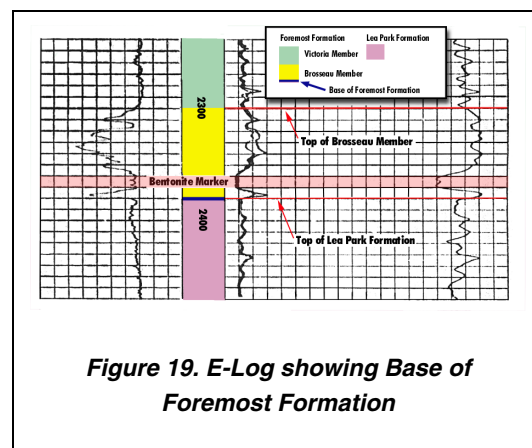 Foremost Formation
Lea Park Formation
Victoria Member
Brosseau Member
Base of Foremost Formation
2300
Top of Brosseau Member
Bentonite Marker
2400
Top of Lea Park Formation
Figure 19. E-Log showing Base of
Foremost Formation